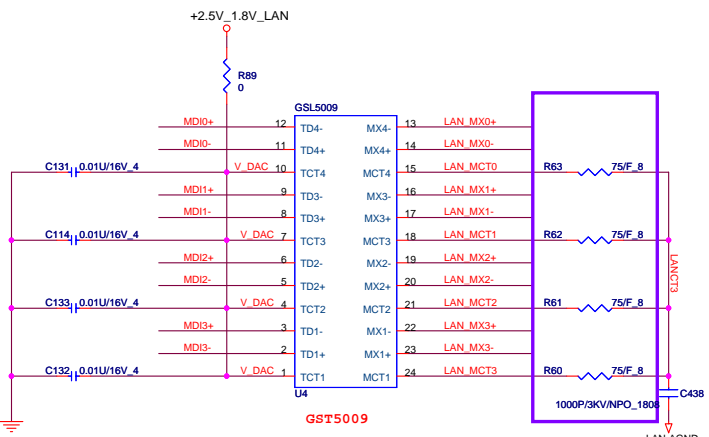 +2.5V_1.8V_LAN
R89
0
GSL5009
MDI0+ 12 TD4- MX4- 13 LAN_MX0+
MDI0- 11 TD4+ MX4+ 14 LAN_MX0-
C131 0.01U/16V_4 V_DAC 10 TCT4 MCT4 15 LAN_MCT0 R63 75/F_8
MDI1+ 9 TD3- MX3- 16 LAN_MX1+
MDI1- 8 TD3+ MX3+ 17 LAN_MX1-
C114 0.01U/16V_4 V_DAC 7 TCT3 MCT3 18 LAN_MCT1 R62 75/F_8
MDI2+ 6 TD2- MX2- 19 LAN_MX2+
LANCT3
MDI2- 5 TD2+ MX2+ 20 LAN_MX2-
C133 0.01U/16V_4 V_DAC 4 TCT2 MCT2 21 LAN_MCT2 R61 75/F_8
MDI3+ 3 TD1- MX1- 22 LAN_MX3+
MDI3- 2 TD1+ MX1+ 23 LAN_MX3-
C132 0.01U/16V_4 V_DAC 1 TCT1 MCT1 24 LAN_MCT3 R60 75/F_8
U4
C438
1000P/3KV/NPO_1808
GST5009